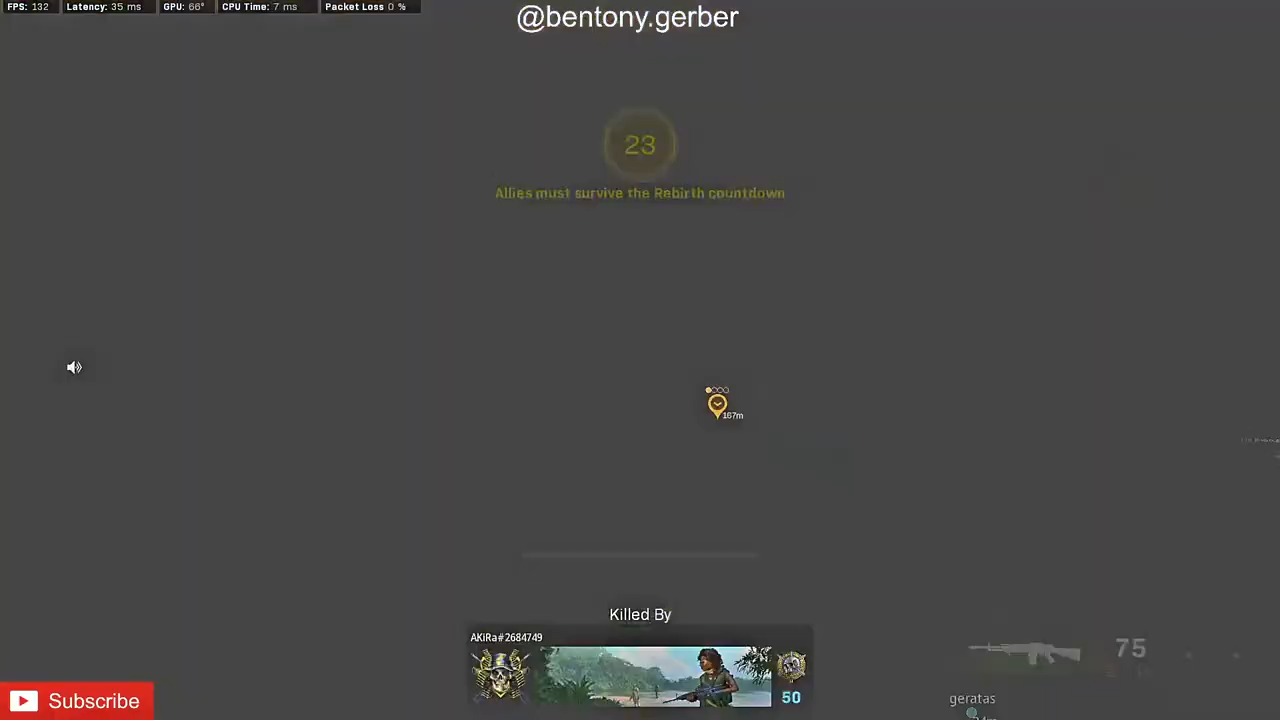 FPS: 132 Latency: 35 ms GPU: 66° CPU Time: 7 ms Packet Loss 0 %
@bentony.gerber
23
Allies must survive the Rebirth countdown
167m
Killed By
AKiRa#2684749
50
75
geratas
Subscribe